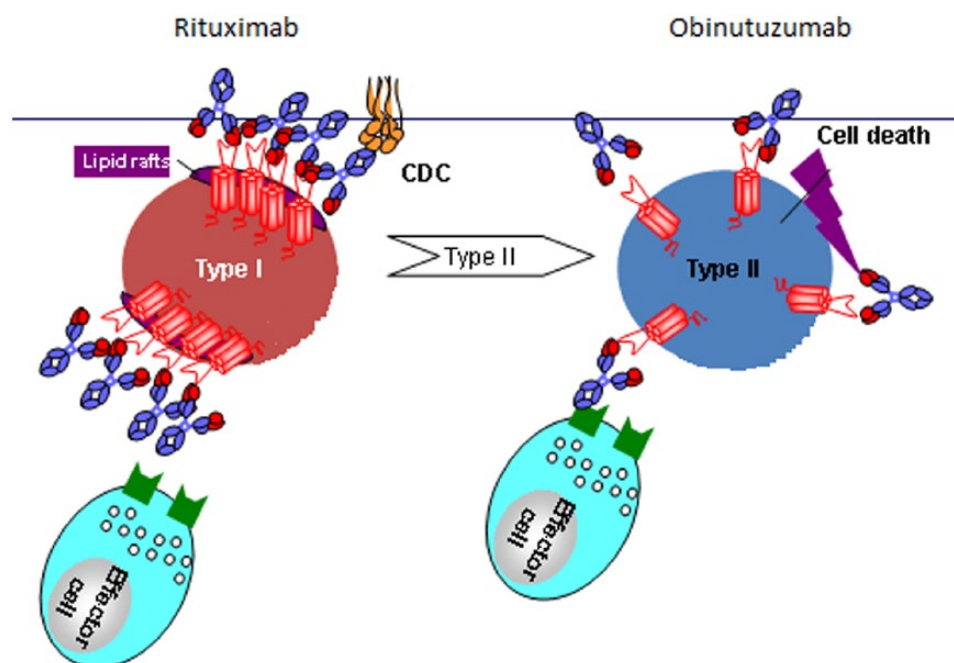 Rituximab
Obinutuzumab
Lipid rafts
CDC
Cell death
Type I
Type II
Type II
Effector
cell
Effector
cell